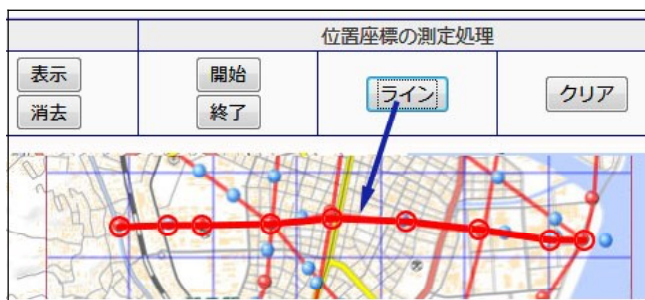 位置座標の測定処理
表示
開始
ライン
クリア
消去
終了